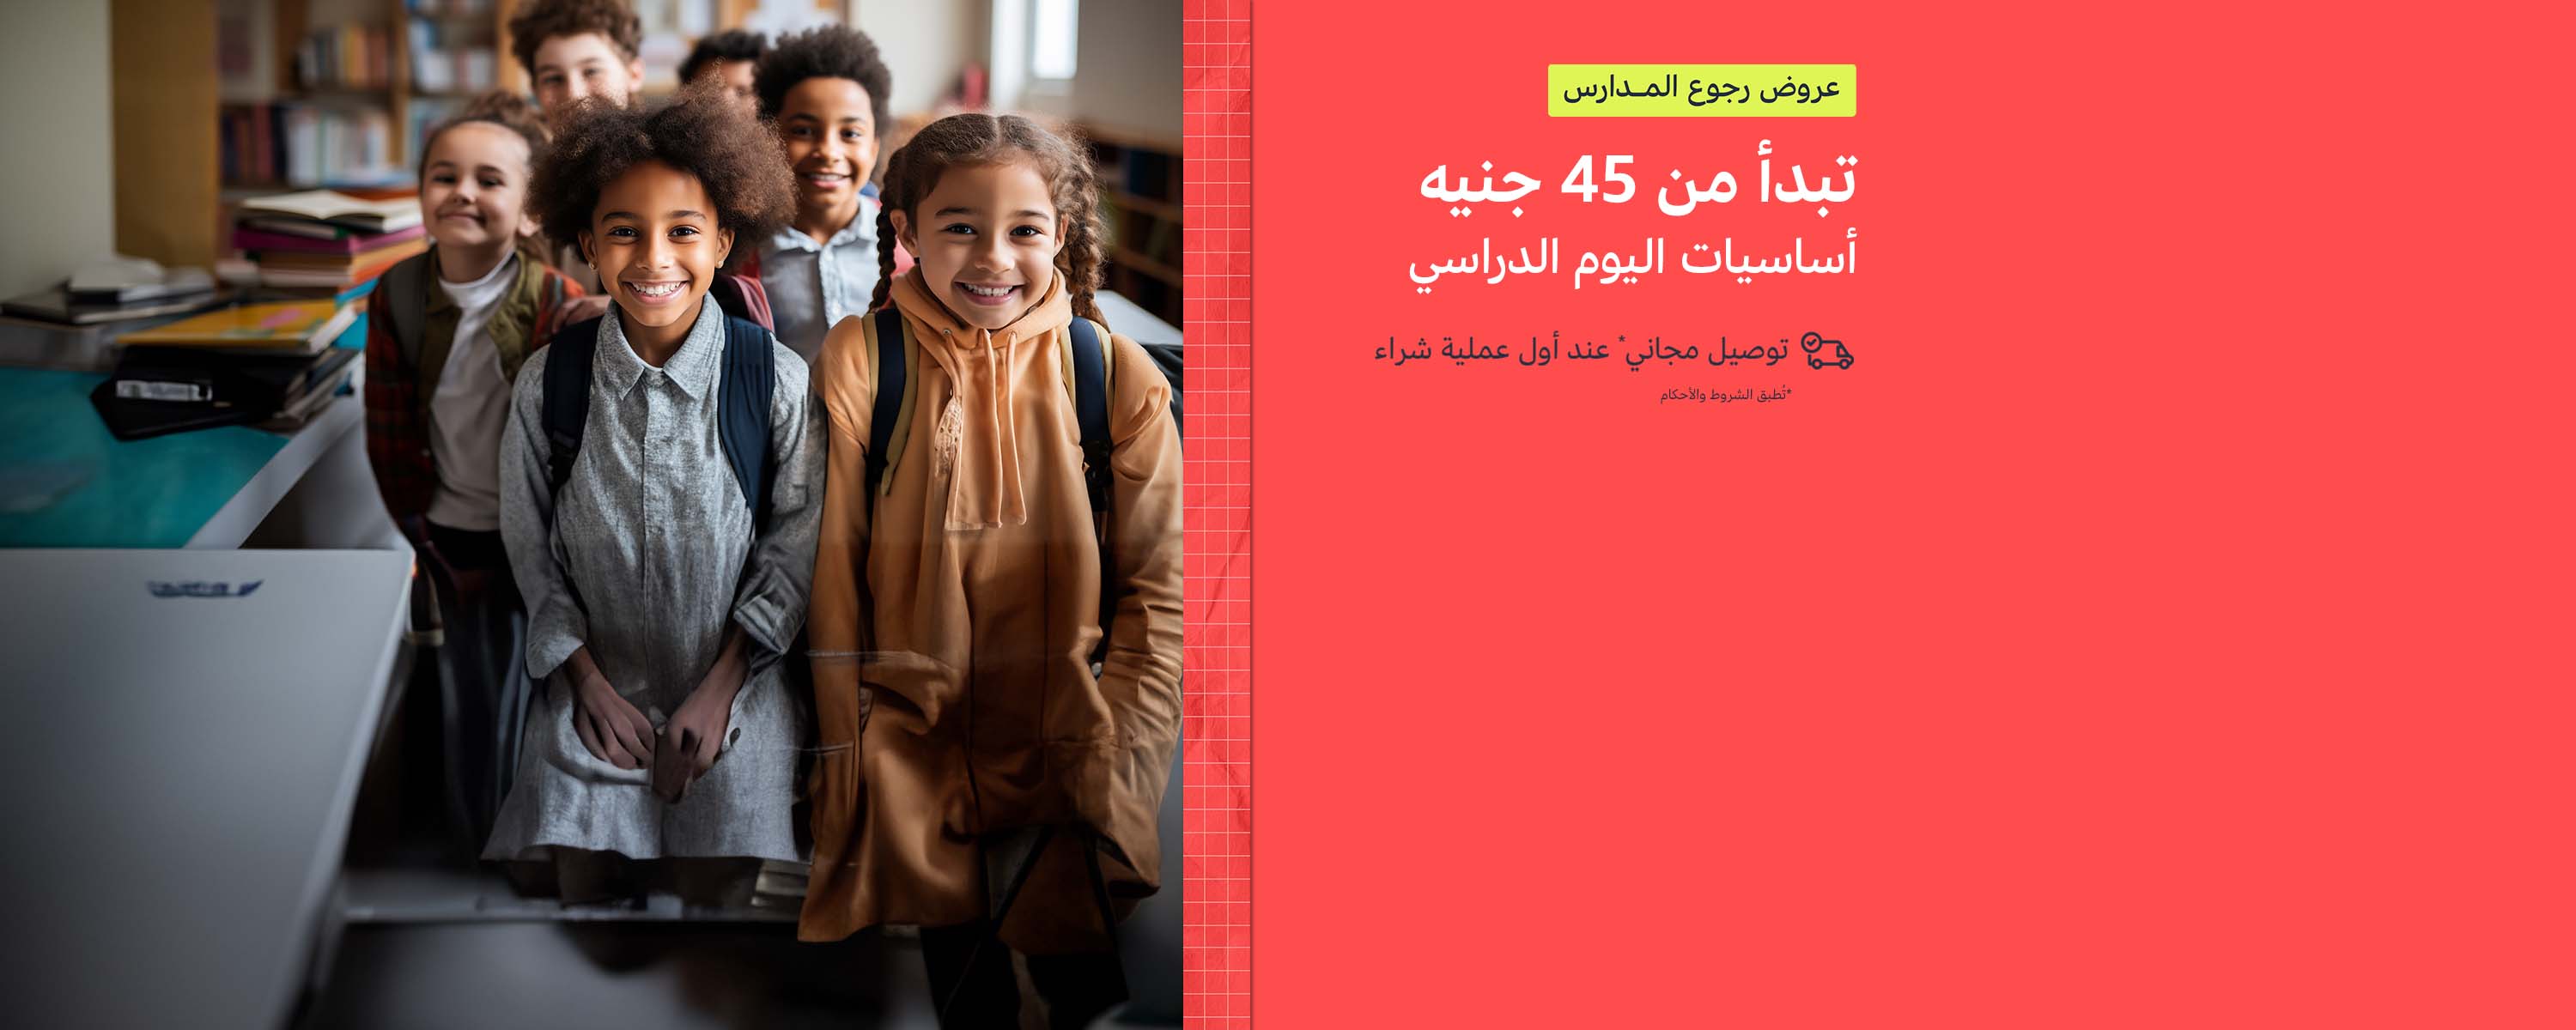 عروض رجوع المـدارس
تبدأ من 45 جنيه
أساسيات اليوم الدراسي
توصيل مجاني* عند أول عملية شراء
*تُطبق الشروط والأحكام